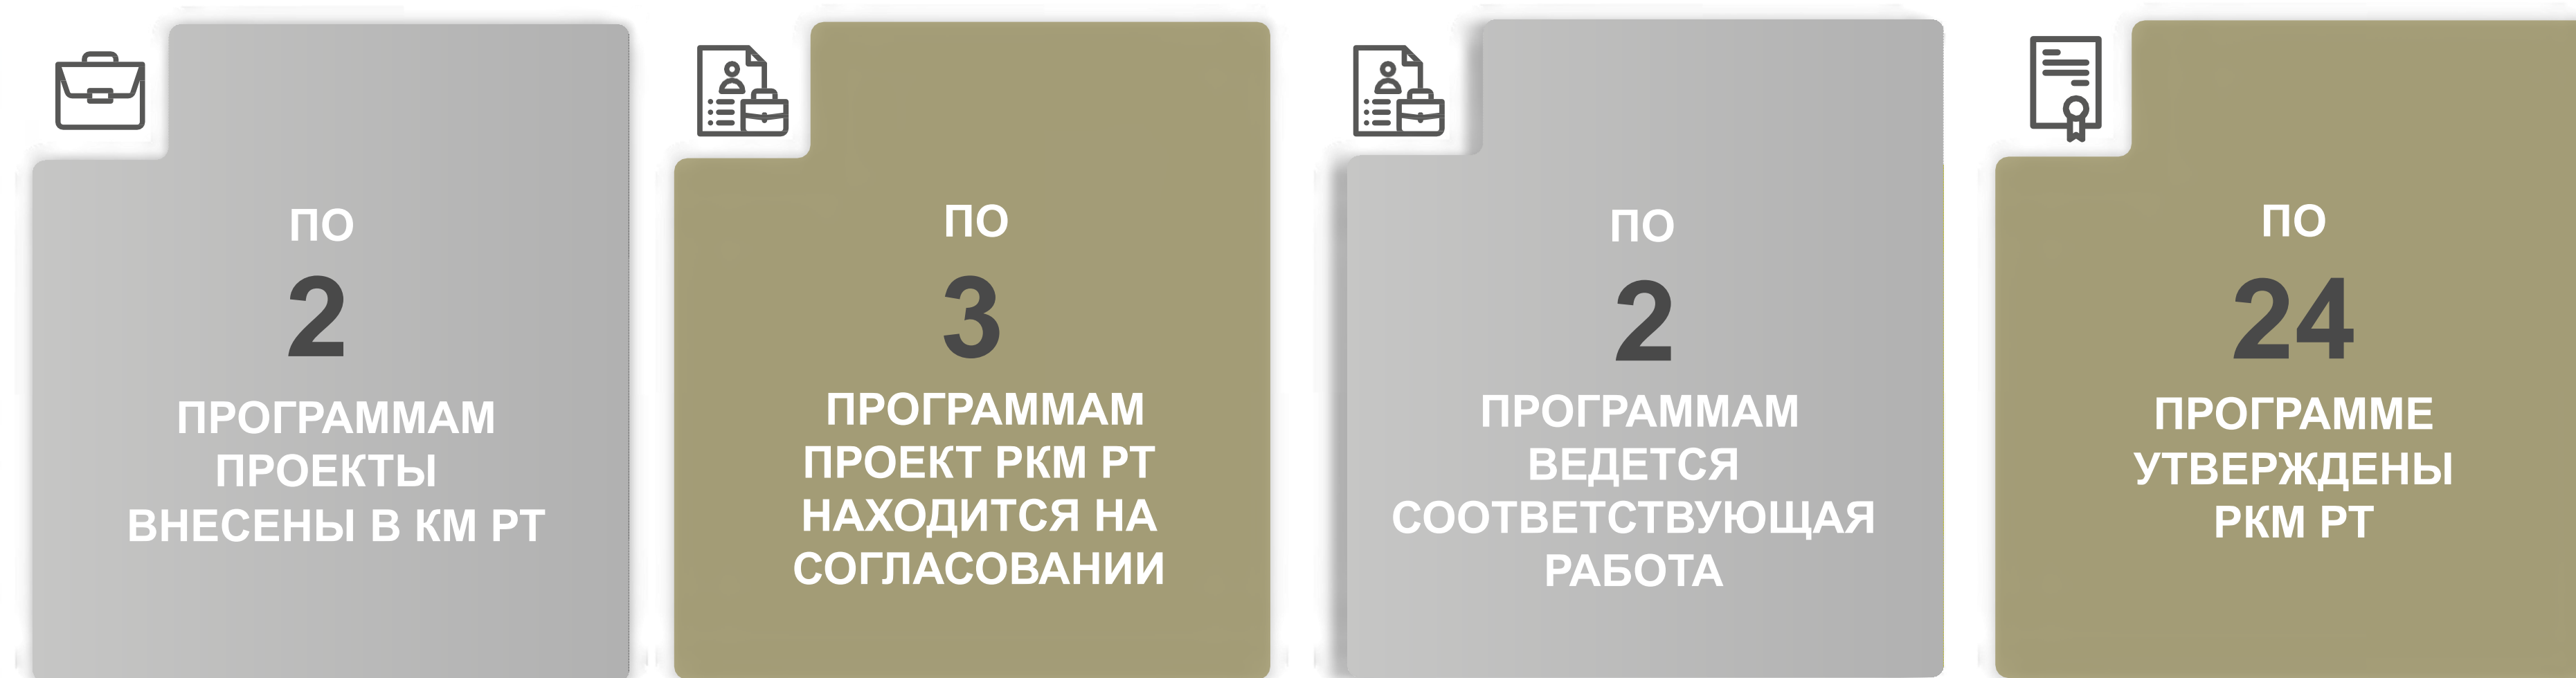 ПО
2
ПРОГРАММАМ
ПРОЕКТЫ
ВНЕСЕНЫ В КМ РТ
ПО
3
ПРОГРАММАМ
ПРОЕКТ РКМ РТ
НАХОДИТСЯ НА
СОГЛАСОВАНИИ
ПО
2
ПРОГРАММАМ
ВЕДЕТСЯ
СООТВЕТСТВУЮЩАЯ
РАБОТА
ПО
24
ПРОГРАММЕ
УТВЕРЖДЕНЫ
РКМ РТ